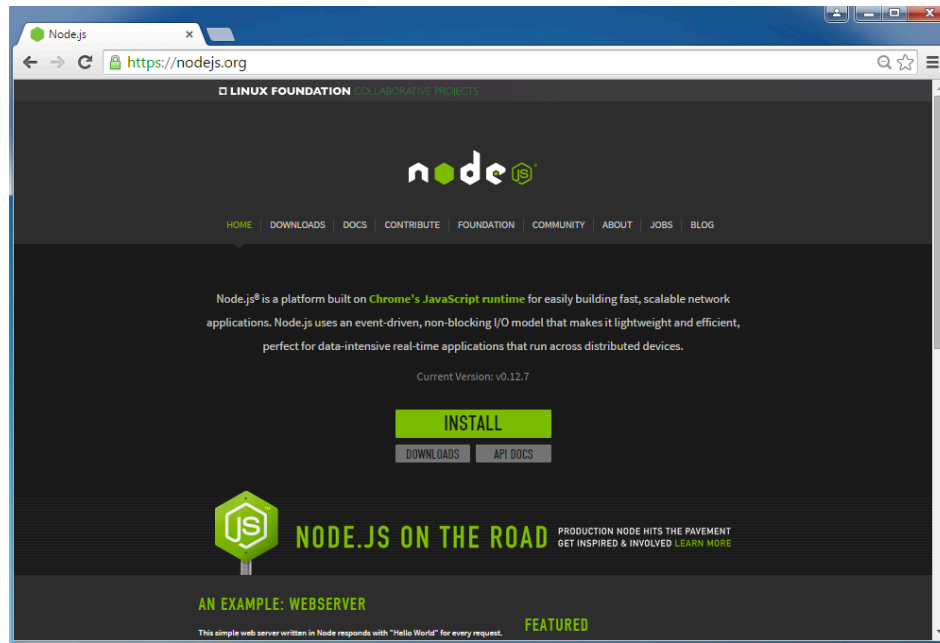 Node.js
https://nodejs.org
LINUX FOUNDATION COLLABORATIVE PROJECTS
node JS
HOME DOWNLOADS DOCS CONTRIBUTE FOUNDATION COMMUNITY ABOUT JOBS BLOG
Node.js® is a platform built on Chrome's JavaScript runtime for easily building fast, scalable network
applications. Node.js uses an event-driven, non-blocking I/O model that makes it lightweight and efficient,
perfect for data-intensive real-time applications that run across distributed devices.
Current Version: v0.12.7
INSTALL
DOWNLOADS API DOCS
JS
NODE.JS ON THE ROAD
PRODUCTION NODE HITS THE PAVEMENT
GET INSPIRED & INVOLVED LEARN MORE
AN EXAMPLE: WEBSERVER
This simple web server written in Node responds with "Hello World" for every request.
FEATURED